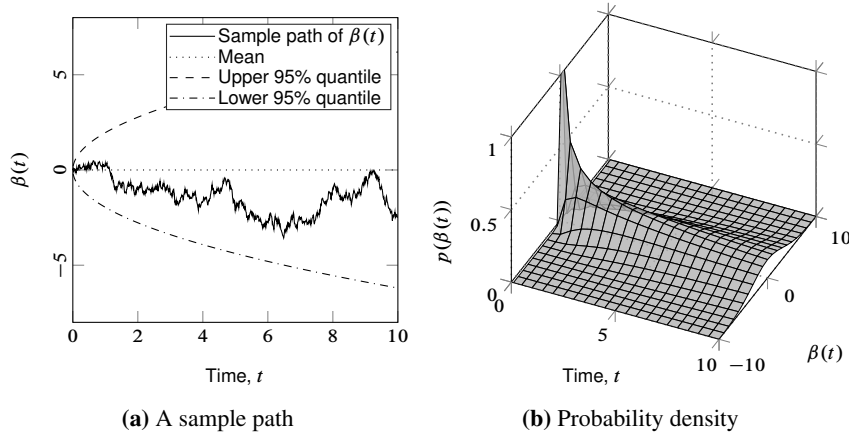 Sample path of β(t)
Mean
Upper 95% quantile
Lower 95% quantile
5
0
−5
β(t)
0 2 4 6 8 10
Time, t
(a) A sample path
1
0.5
0
p(β(t))
0 5 10
Time, t
−10 0 10
β(t)
(b) Probability density